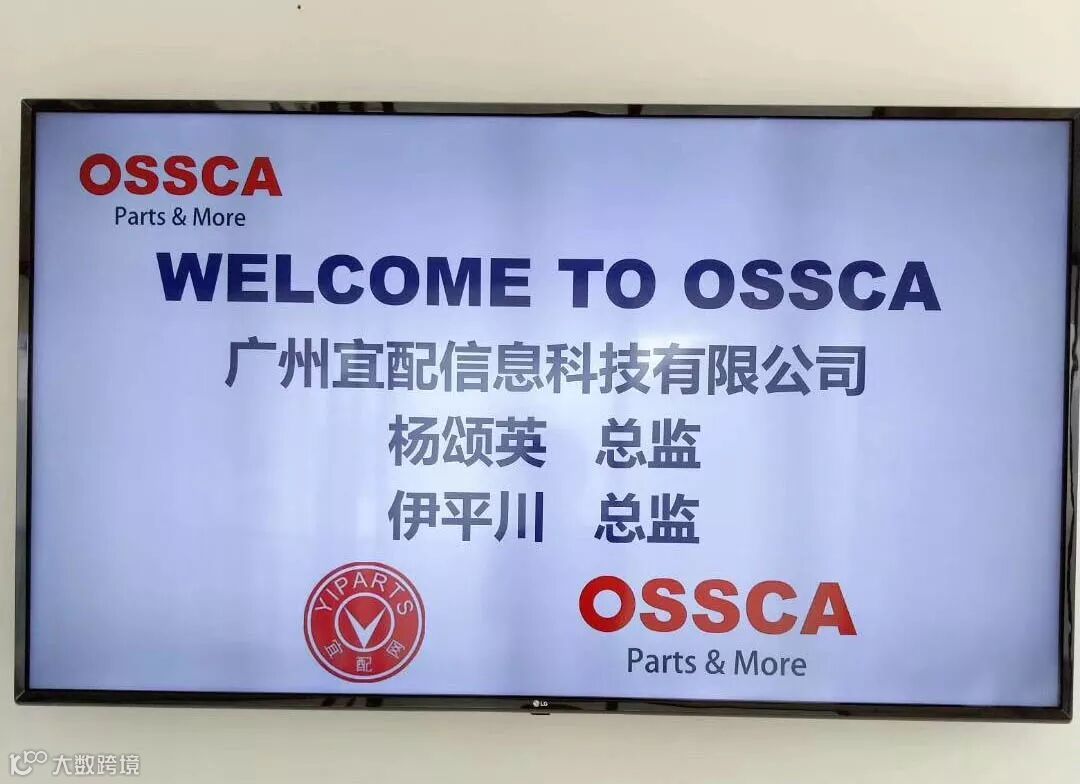 OSSCA
Parts & More
WELCOME TO OSSCA
广州宜配信息科技有限公司
杨颂英 总监
伊平川 总监
YIPARTS
宜配网
OSSCA
Parts & More
LG
大数跨境